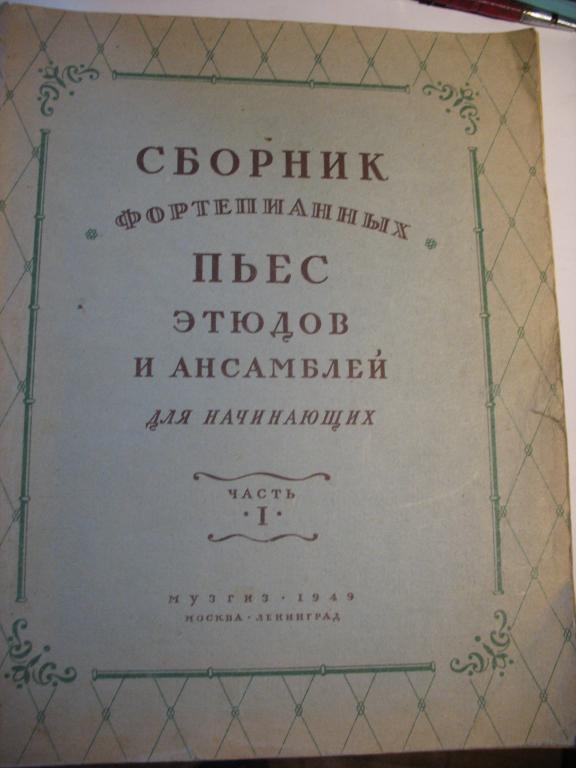 СБОРНИК
ФОРТЕПИАННЫХ
ПЬЕС
ЭТЮДОВ
И АНСАМБЛЕЙ
ДЛЯ НАЧИНАЮЩИХ
ЧАСТЬ
· I ·
МУЗГИЗ · 1949
МОСКВА · ЛЕНИНГРАД